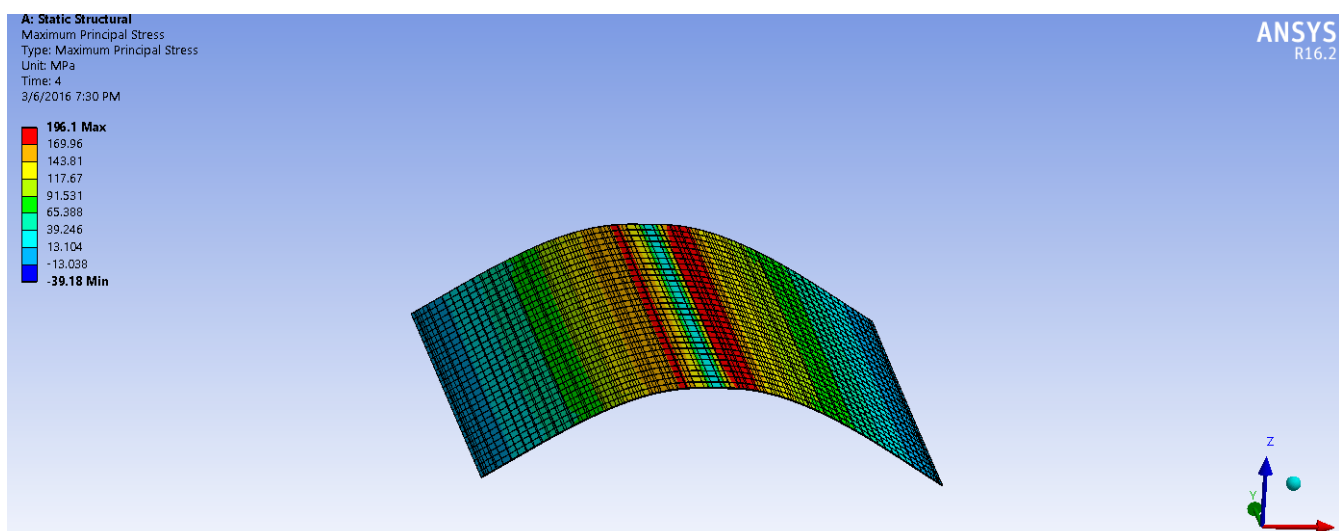 A: Static Structural
Maximum Principal Stress
Type: Maximum Principal Stress
Unit: MPa
Time: 4
3/6/2016 7:30 PM
196.1 Max
169.96
143.81
117.67
91.531
65.388
39.246
13.104
-13.038
-39.18 Min
ANSYS
R16.2
Z
Y